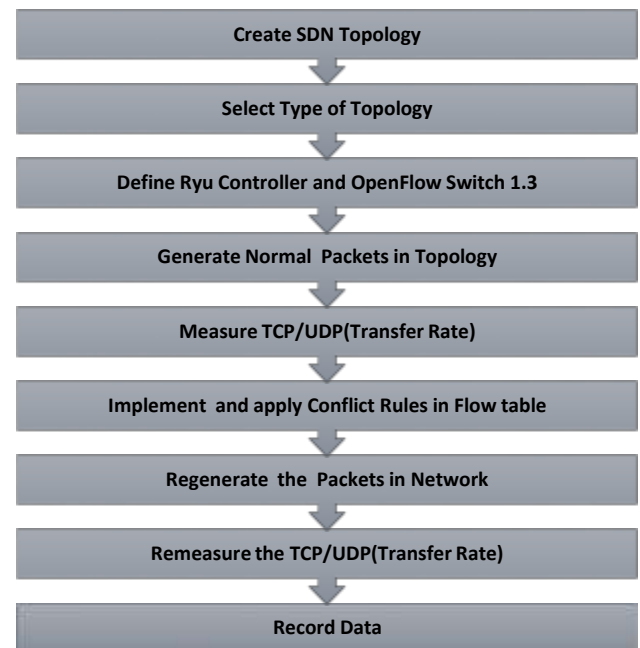 Create SDN Topology
Select Type of Topology
Define Ryu Controller and OpenFlow Switch 1.3
Generate Normal Packets in Topology
Measure TCP/UDP(Transfer Rate)
Implement and apply Conflict Rules in Flow table
Regenerate the Packets in Network
Remeasure the TCP/UDP(Transfer Rate)
Record Data